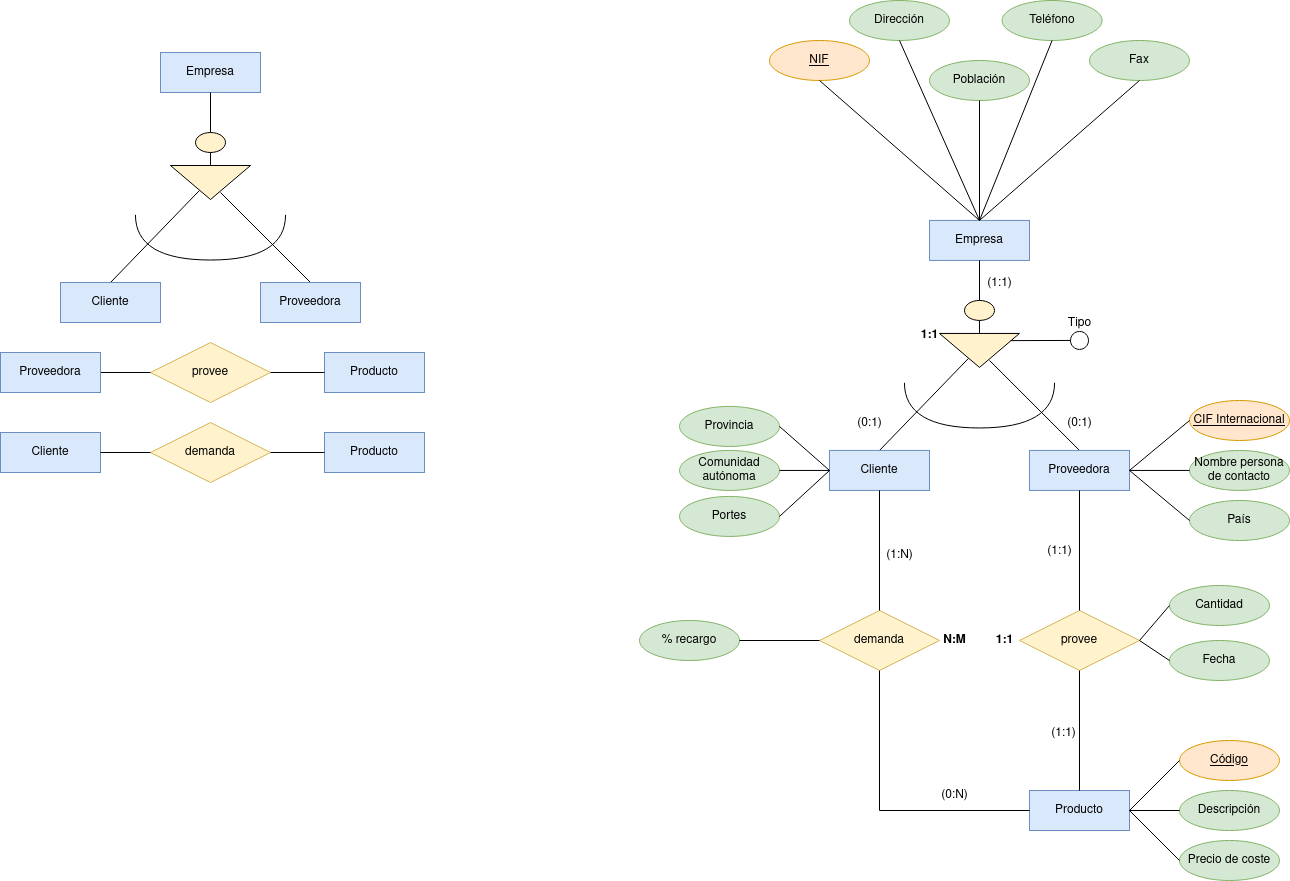 Empresa
Cliente
Proveedora
Proveedora
provee
Producto
Cliente
demanda
Producto
Dirección
Teléfono
NIF
Fax
Población
Empresa
(1:1)
Tipo
1:1
(0:1)
(0:1)
Provincia
Comunidad
autónoma
Portes
Cliente
Proveedora
CIF Internacional
Nombre persona
de contacto
País
(1:N)
(1:1)
% recargo
demanda
N:M
1:1
provee
Cantidad
Fecha
(1:1)
(0:N)
Producto
Código
Descripción
Precio de coste